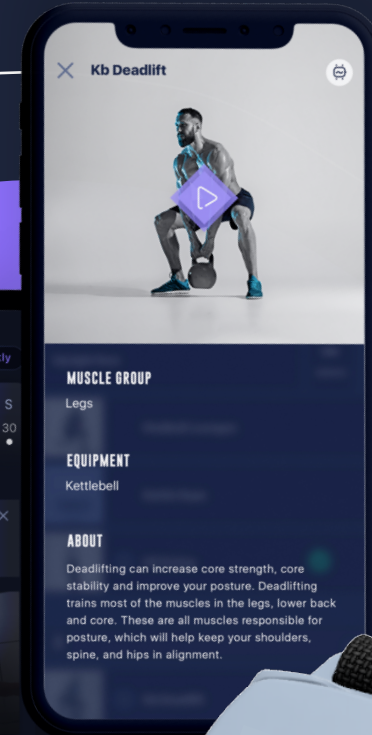 Kb Deadlift
MUSCLE GROUP
Legs
EQUIPMENT
Kettlebell
ABOUT
Deadlifting can increase core strength, core
stability and improve your posture. Deadlifting
trains most of the muscles in the legs, lower back
and core. These are all muscles responsible for
posture, which will help keep your shoulders,
spine, and hips in alignment.
S
30